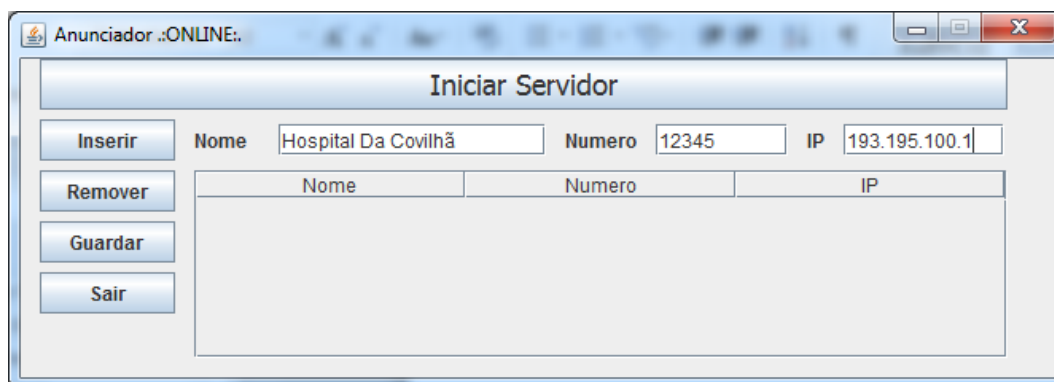 Anunciador .:ONLINE:.
Iniciar Servidor
Inserir Nome Hospital Da Covilhã Numero 12345 IP 193.195.100.1
Remover Nome Numero IP
Guardar
Sair